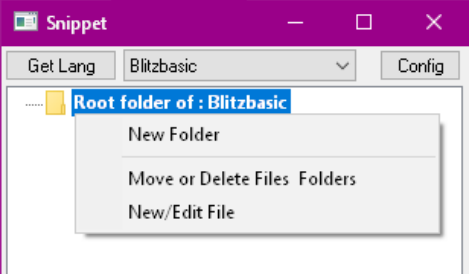 Snippet
Get Lang Blitzbasic Config
Root folder of : Blitzbasic
New Folder
Move or Delete Files  Folders
New/Edit File